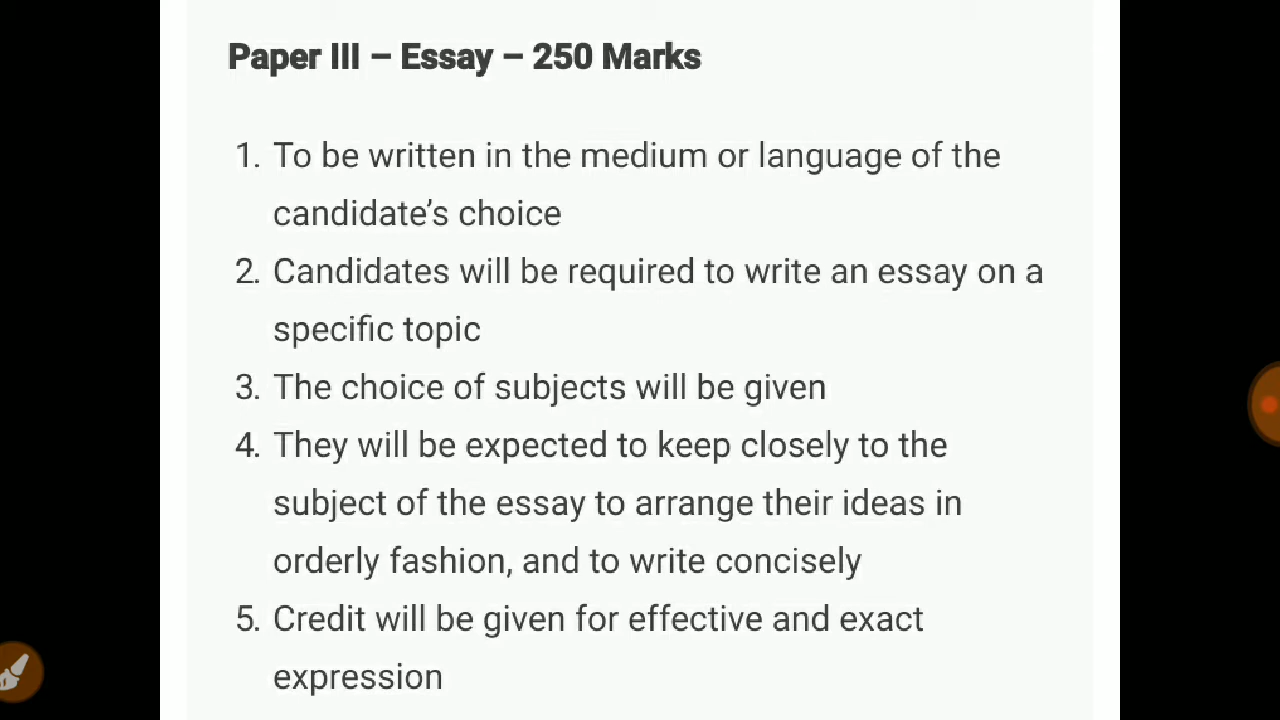 Paper III – Essay – 250 Marks
1. To be written in the medium or language of the
candidate’s choice
2. Candidates will be required to write an essay on a
specific topic
3. The choice of subjects will be given
4. They will be expected to keep closely to the
subject of the essay to arrange their ideas in
orderly fashion, and to write concisely
5. Credit will be given for effective and exact
expression